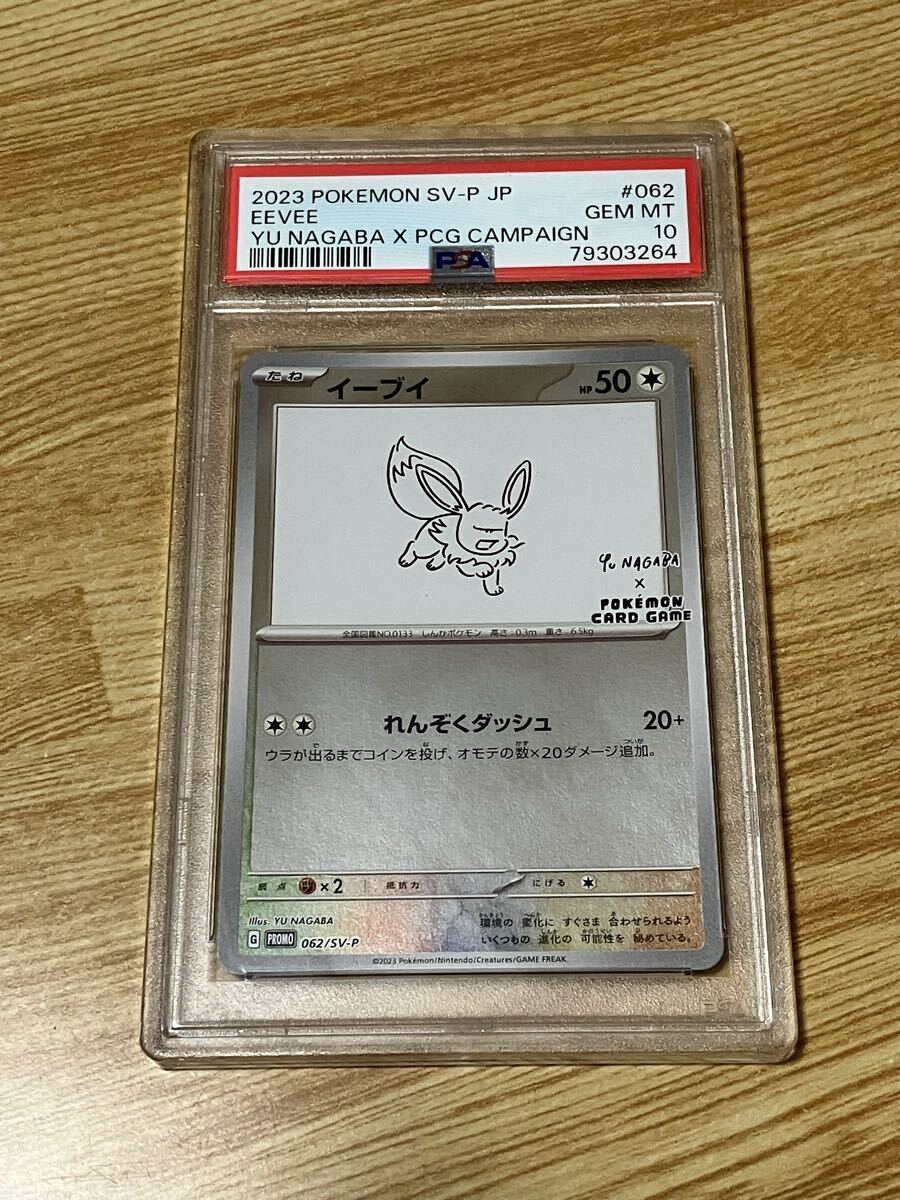 2023 POKEMON SV-P JP #062
EEVEE GEM MT
YU NAGABA X PCG CAMPAIGN 10
79303264
PSA
たね イーブイ HP 50
YU NAGABA
×
POKÉMON
CARD GAME
全国図鑑NO.0133 しんかポケモン 高さ:0.3m 重さ:6.5kg
れんぞくダッシュ 20+
ウラが出るまでコインを投げ、オモテの数×20ダメージ追加。
弱点 ×2 抵抗力 にげる
Illus. YU NAGABA
環境の 変化に すぐさま 合わせられるよう
いくつもの 進化の 可能性を 秘めている。
G PROMO 062/SV-P
©2023 Pokémon/Nintendo/Creatures/GAME FREAK